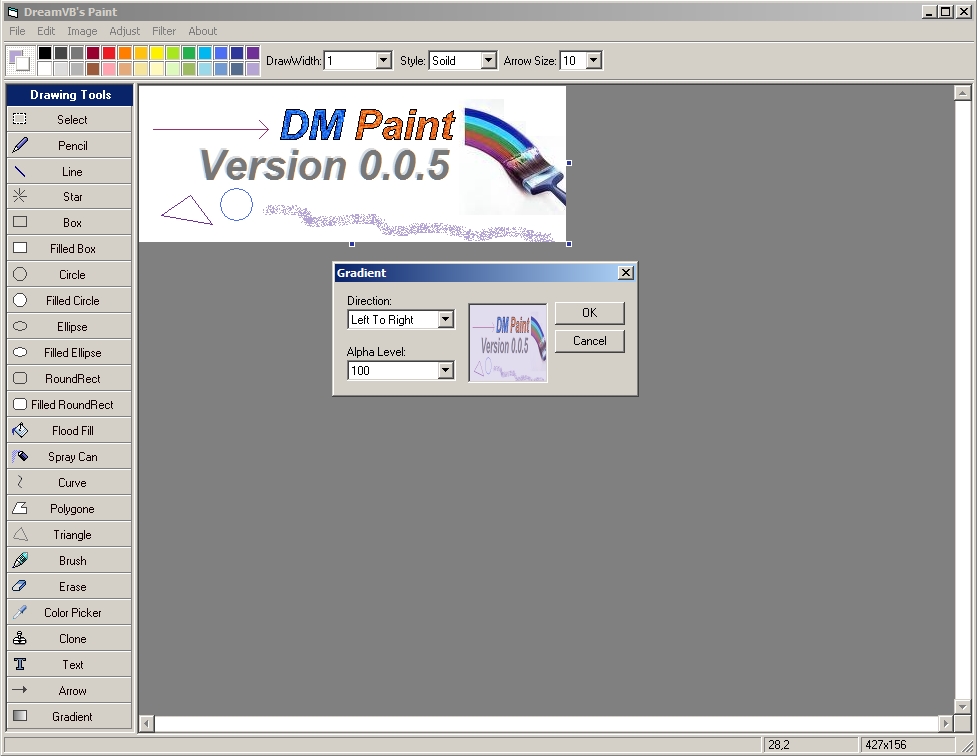 DreamVB's Paint
File Edit Image Adjust Filter About
DrawWidth: 1 Style: Soild Arrow Size: 10
Drawing Tools
Select
Pencil
Line
Star
Box
Filled Box
Circle
Filled Circle
Ellipse
Filled Ellipse
RoundRect
Filled RoundRect
Flood Fill
Spray Can
Curve
Polygone
Triangle
Brush
Erase
Color Picker
Clone
Text
Arrow
Gradient
DM Paint
Version 0.0.5
Gradient
Direction:
Left To Right
Alpha Level:
100
DM Paint
Version 0.0.5
OK
Cancel
28,2
427x156